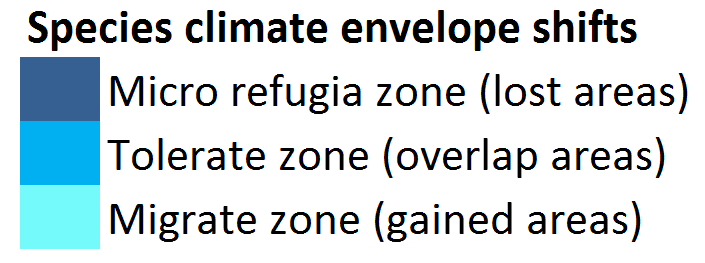 Species climate envelope shifts
Micro refugia zone (lost areas)
Tolerate zone (overlap areas)
Migrate zone (gained areas)